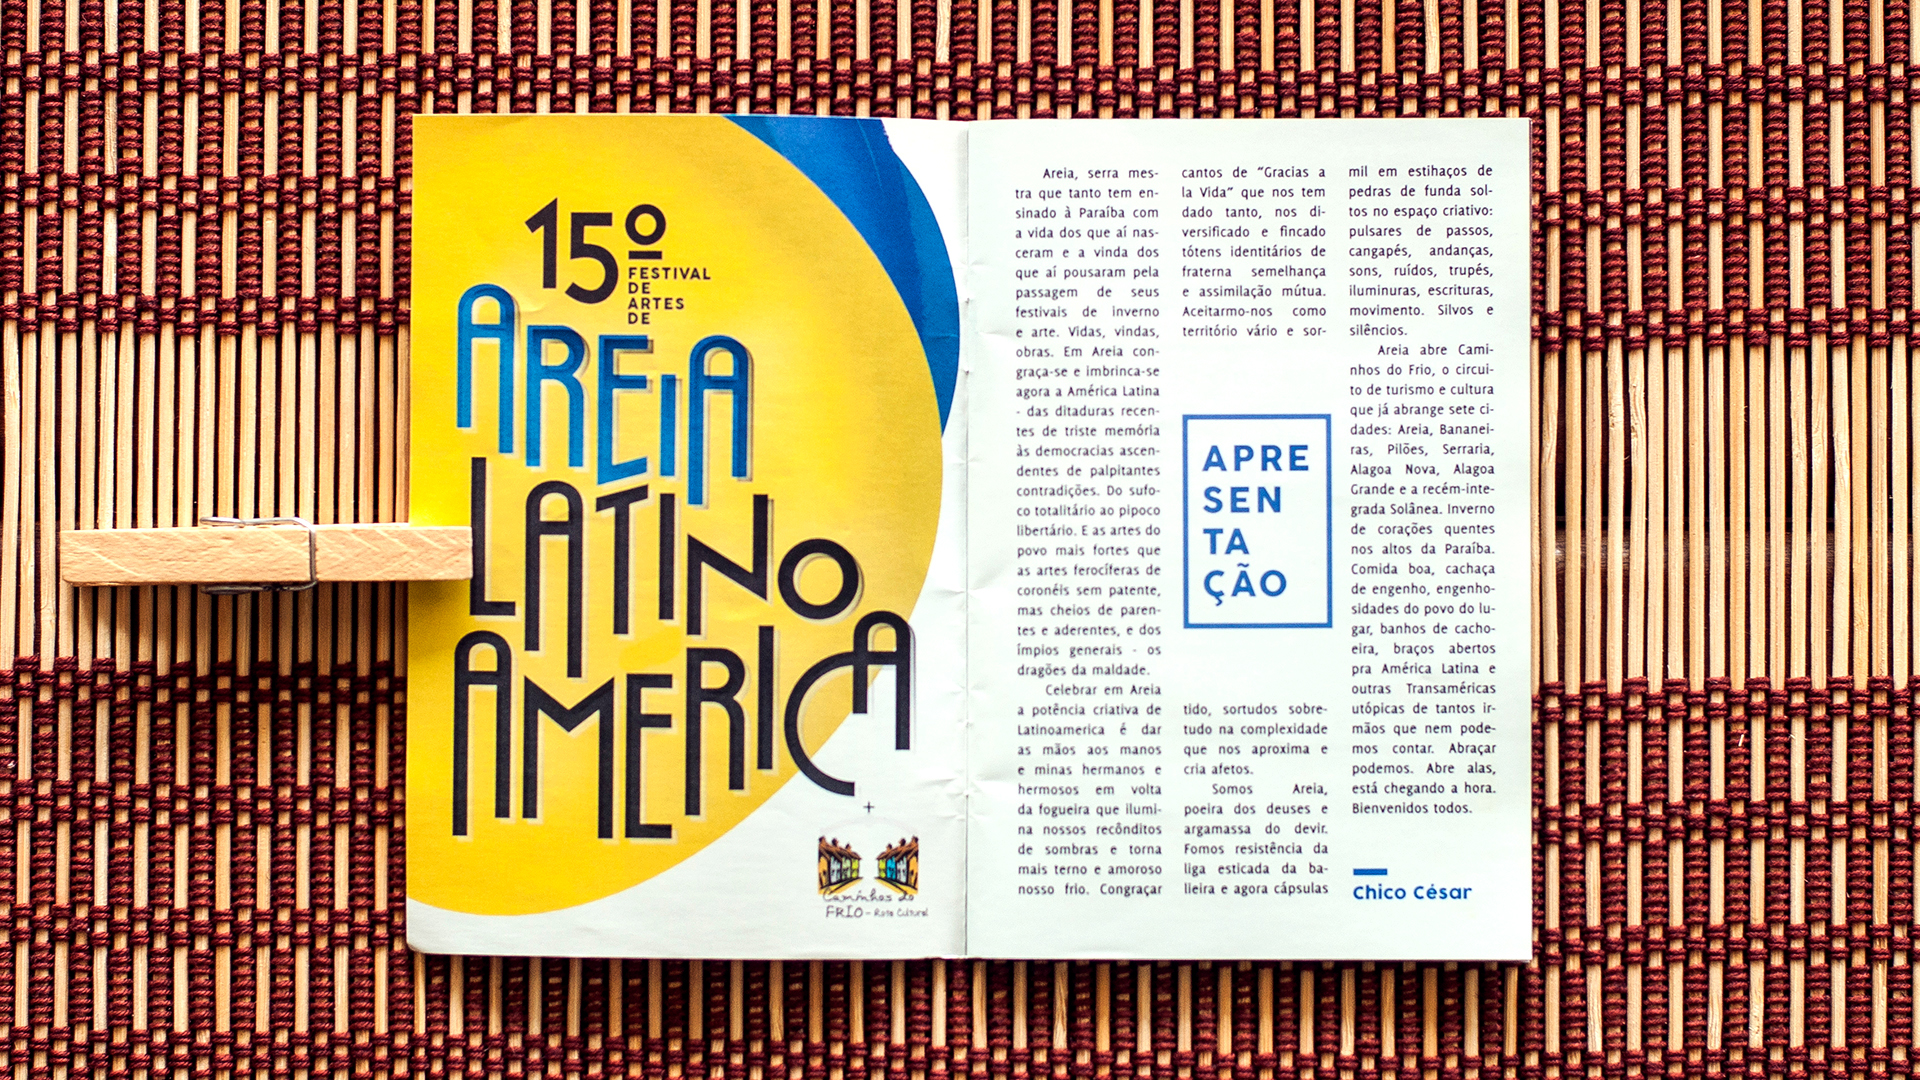 15º
FESTIVAL
DE
ARTES
DE
AREIA
LATINO
AMERICA
+
Caminhos do
FRIO - Rota Cultural
Areia, serra mes-
tra que tanto tem en-
sinado à Paraíba com
a vida dos que aí nas-
ceram e a vinda dos
que aí pousaram pela
passagem de seus
festivais de inverno
e arte. Vidas, vindas,
obras. Em Areia con-
graça-se e imbrinca-se
agora a América Latina
- das ditaduras recen-
tes de triste memória
às democracias ascen-
dentes de palpitantes
contradições. Do sufo-
co totalitário ao pipoco
libertário. E as artes do
povo mais fortes que
as artes ferocíferas de
coronéis sem patente,
mas cheios de paren-
tes e aderentes, e dos
ímpios generais - os
dragões da maldade.
Celebrar em Areia
a potência criativa de
Latinoamerica é dar
as mãos aos manos
e minas hermanos e
hermosos em volta
da fogueira que ilumi-
na nossos recônditos
de sombras e torna
mais terno e amoroso
nosso frio. Congraçar
cantos de "Gracias a
la Vida" que nos tem
dado tanto, nos di-
versificado e fincado
tótens identitários de
fraterna semelhança
e assimilação mútua.
Aceitarmo-nos como
território vário e sor-
APRE
SEN
TA
ÇÃO
tido, sortudos sobre-
tudo na complexidade
que nos aproxima e
cria afetos.
Somos Areia,
poeira dos deuses e
argamassa do devir.
Fomos resistência da
liga esticada da ba-
lieira e agora cápsulas
mil em estihaços de
pedras de funda sol-
tos no espaço criativo:
pulsares de passos,
cangapés, andanças,
sons, ruídos, trupés,
iluminuras, escrituras,
movimento. Silvos e
silêncios.
Areia abre Cami-
nhos do Frio, o circui-
to de turismo e cultura
que já abrange sete ci-
dades: Areia, Bananei-
ras, Pilões, Serraria,
Alagoa Nova, Alagoa
Grande e a recém-inte-
grada Solânea. Inverno
de corações quentes
nos altos da Paraíba.
Comida boa, cachaça
de engenho, engenho-
sidades do povo do lu-
gar, banhos de cacho-
eira, braços abertos
pra América Latina e
outras Transaméricas
utópicas de tantos ir-
mãos que nem pode-
mos contar. Abraçar
podemos. Abre alas,
está chegando a hora.
Bienvenidos todos.
Chico César